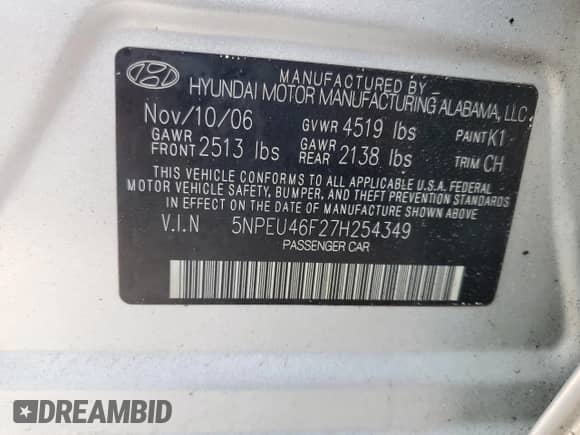 MANUFACTURED BY
HYUNDAI MOTOR MANUFACTURING ALABAMA, LLC
Nov/10/06 GVWR 4519 lbs PAINT K1
GAWR FRONT 2513 lbs GAWR REAR 2138 lbs TRIM CH
THIS VEHICLE CONFORMS TO ALL APPLICABLE U.S.A. FEDERAL
MOTOR VEHICLE SAFETY, BUMPER, AND THEFT PREVENTION STANDARDS
IN EFFECT ON THE DATE OF MANUFACTURE SHOWN ABOVE.
V.I.N 5NPEU46F27H254349
PASSENGER CAR
DREAMBID